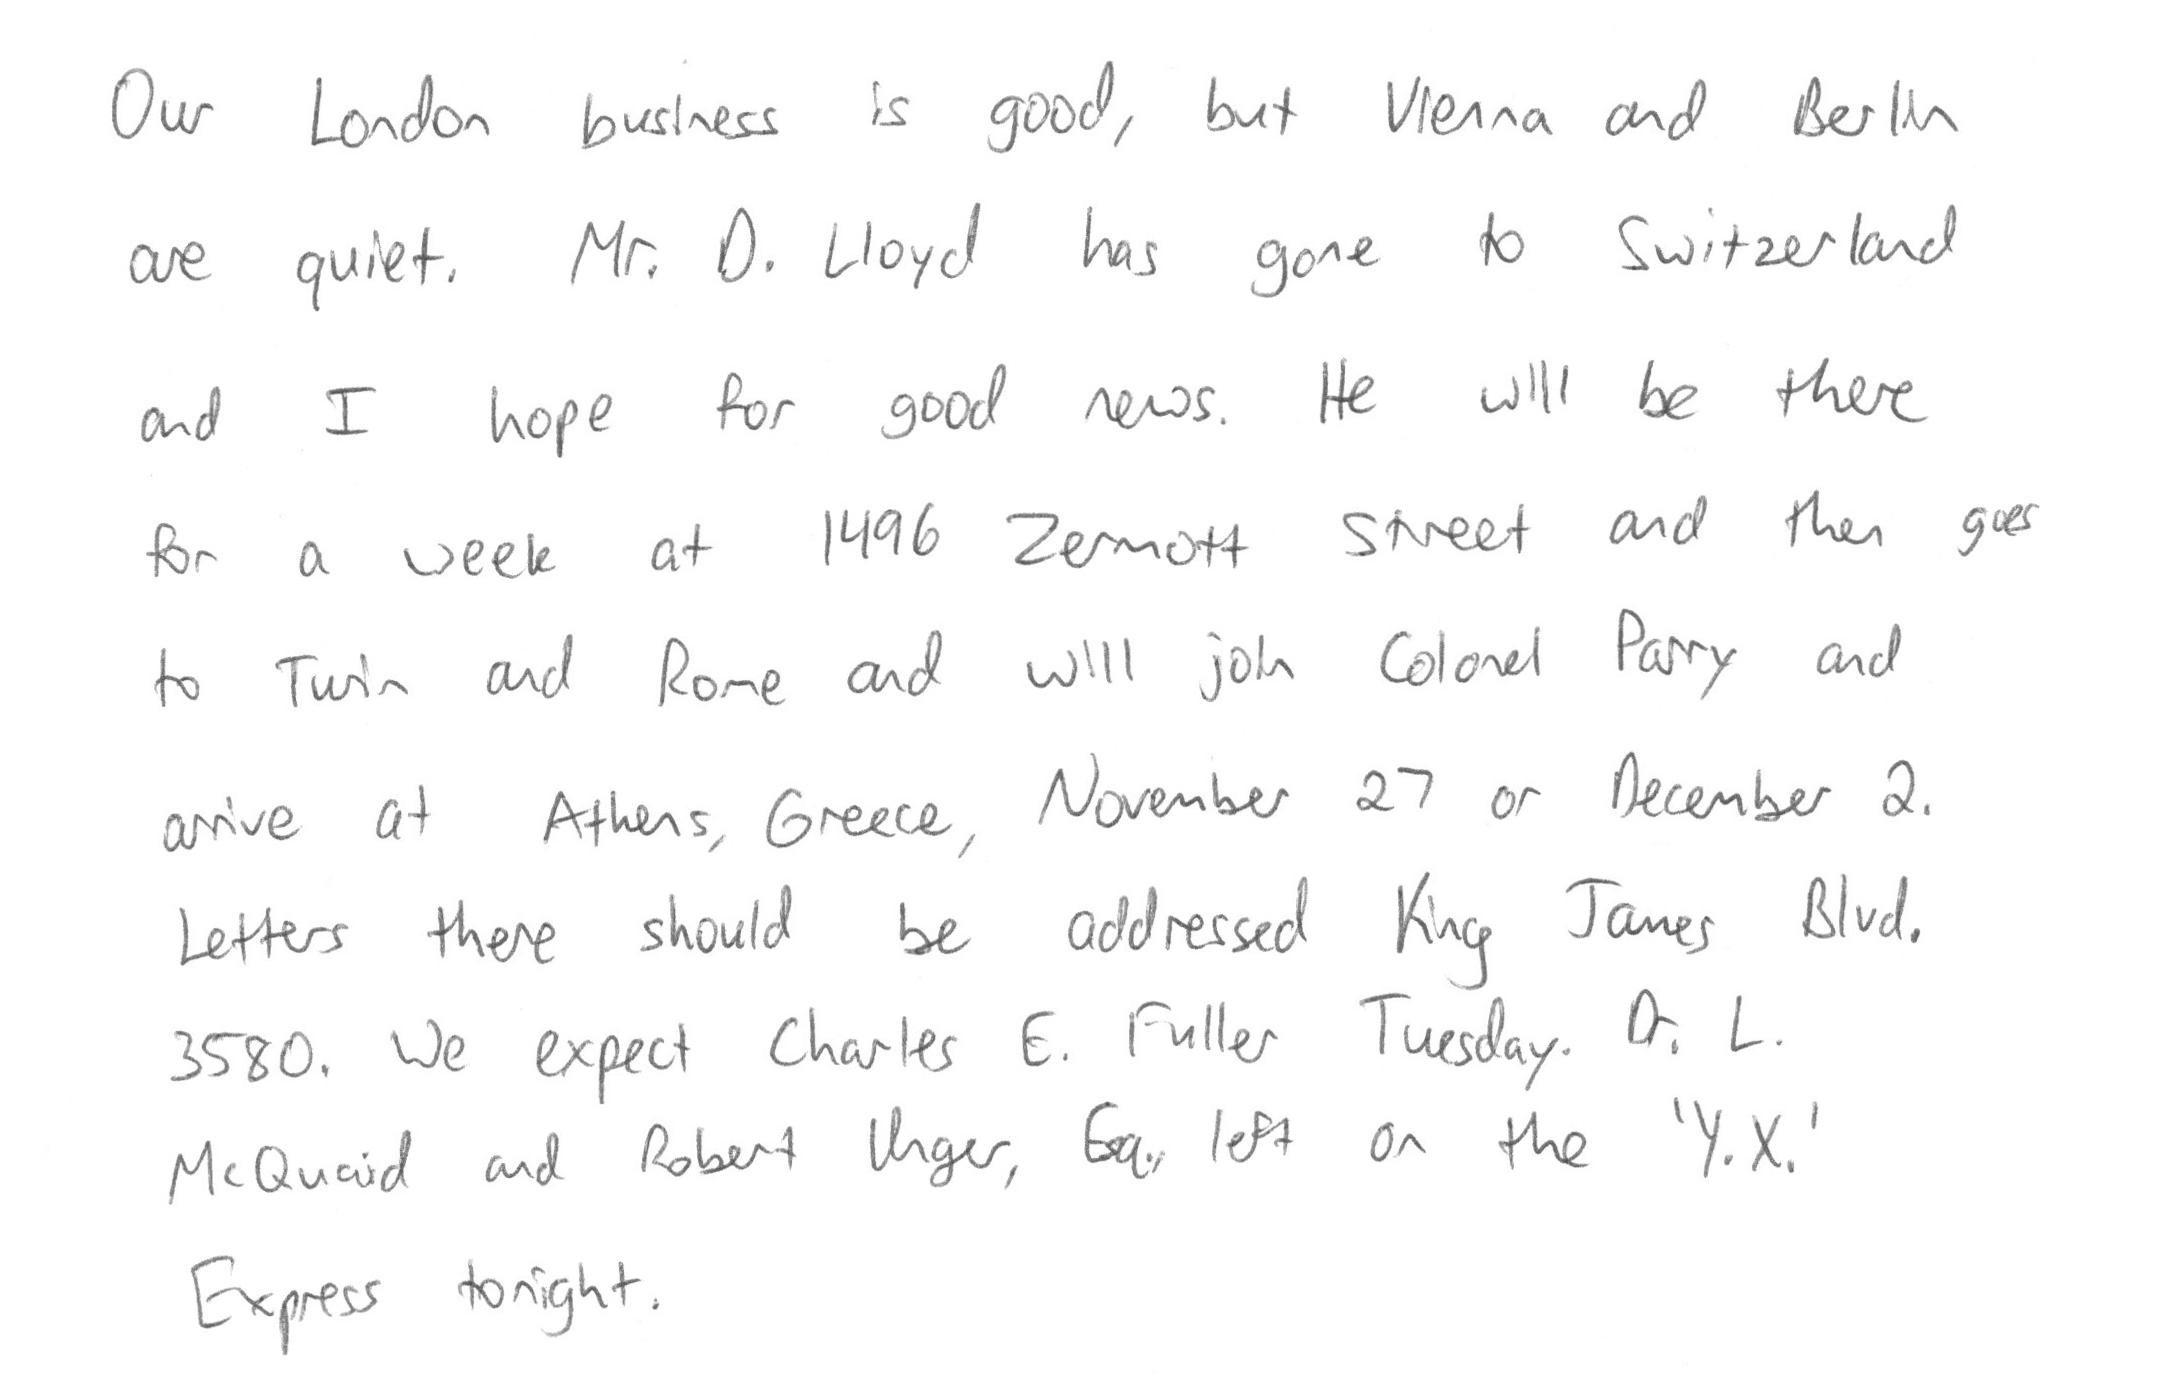 Our London business is good, but Vienna and Berlin
are quiet. Mr. D. Lloyd has gone to Switzerland
and I hope for good news. He will be there
for a week at 1496 Zermott Street and then goes
to Turin and Rome and will join Colonel Parry and
arrive at Athens, Greece, November 27 or December 2.
Letters there should be addressed King James Blvd.
3580. We expect Charles E. Fuller Tuesday. Dr. L.
McQuaid and Robert Unger, Esq., left on the 'Y.X.'
Express tonight.